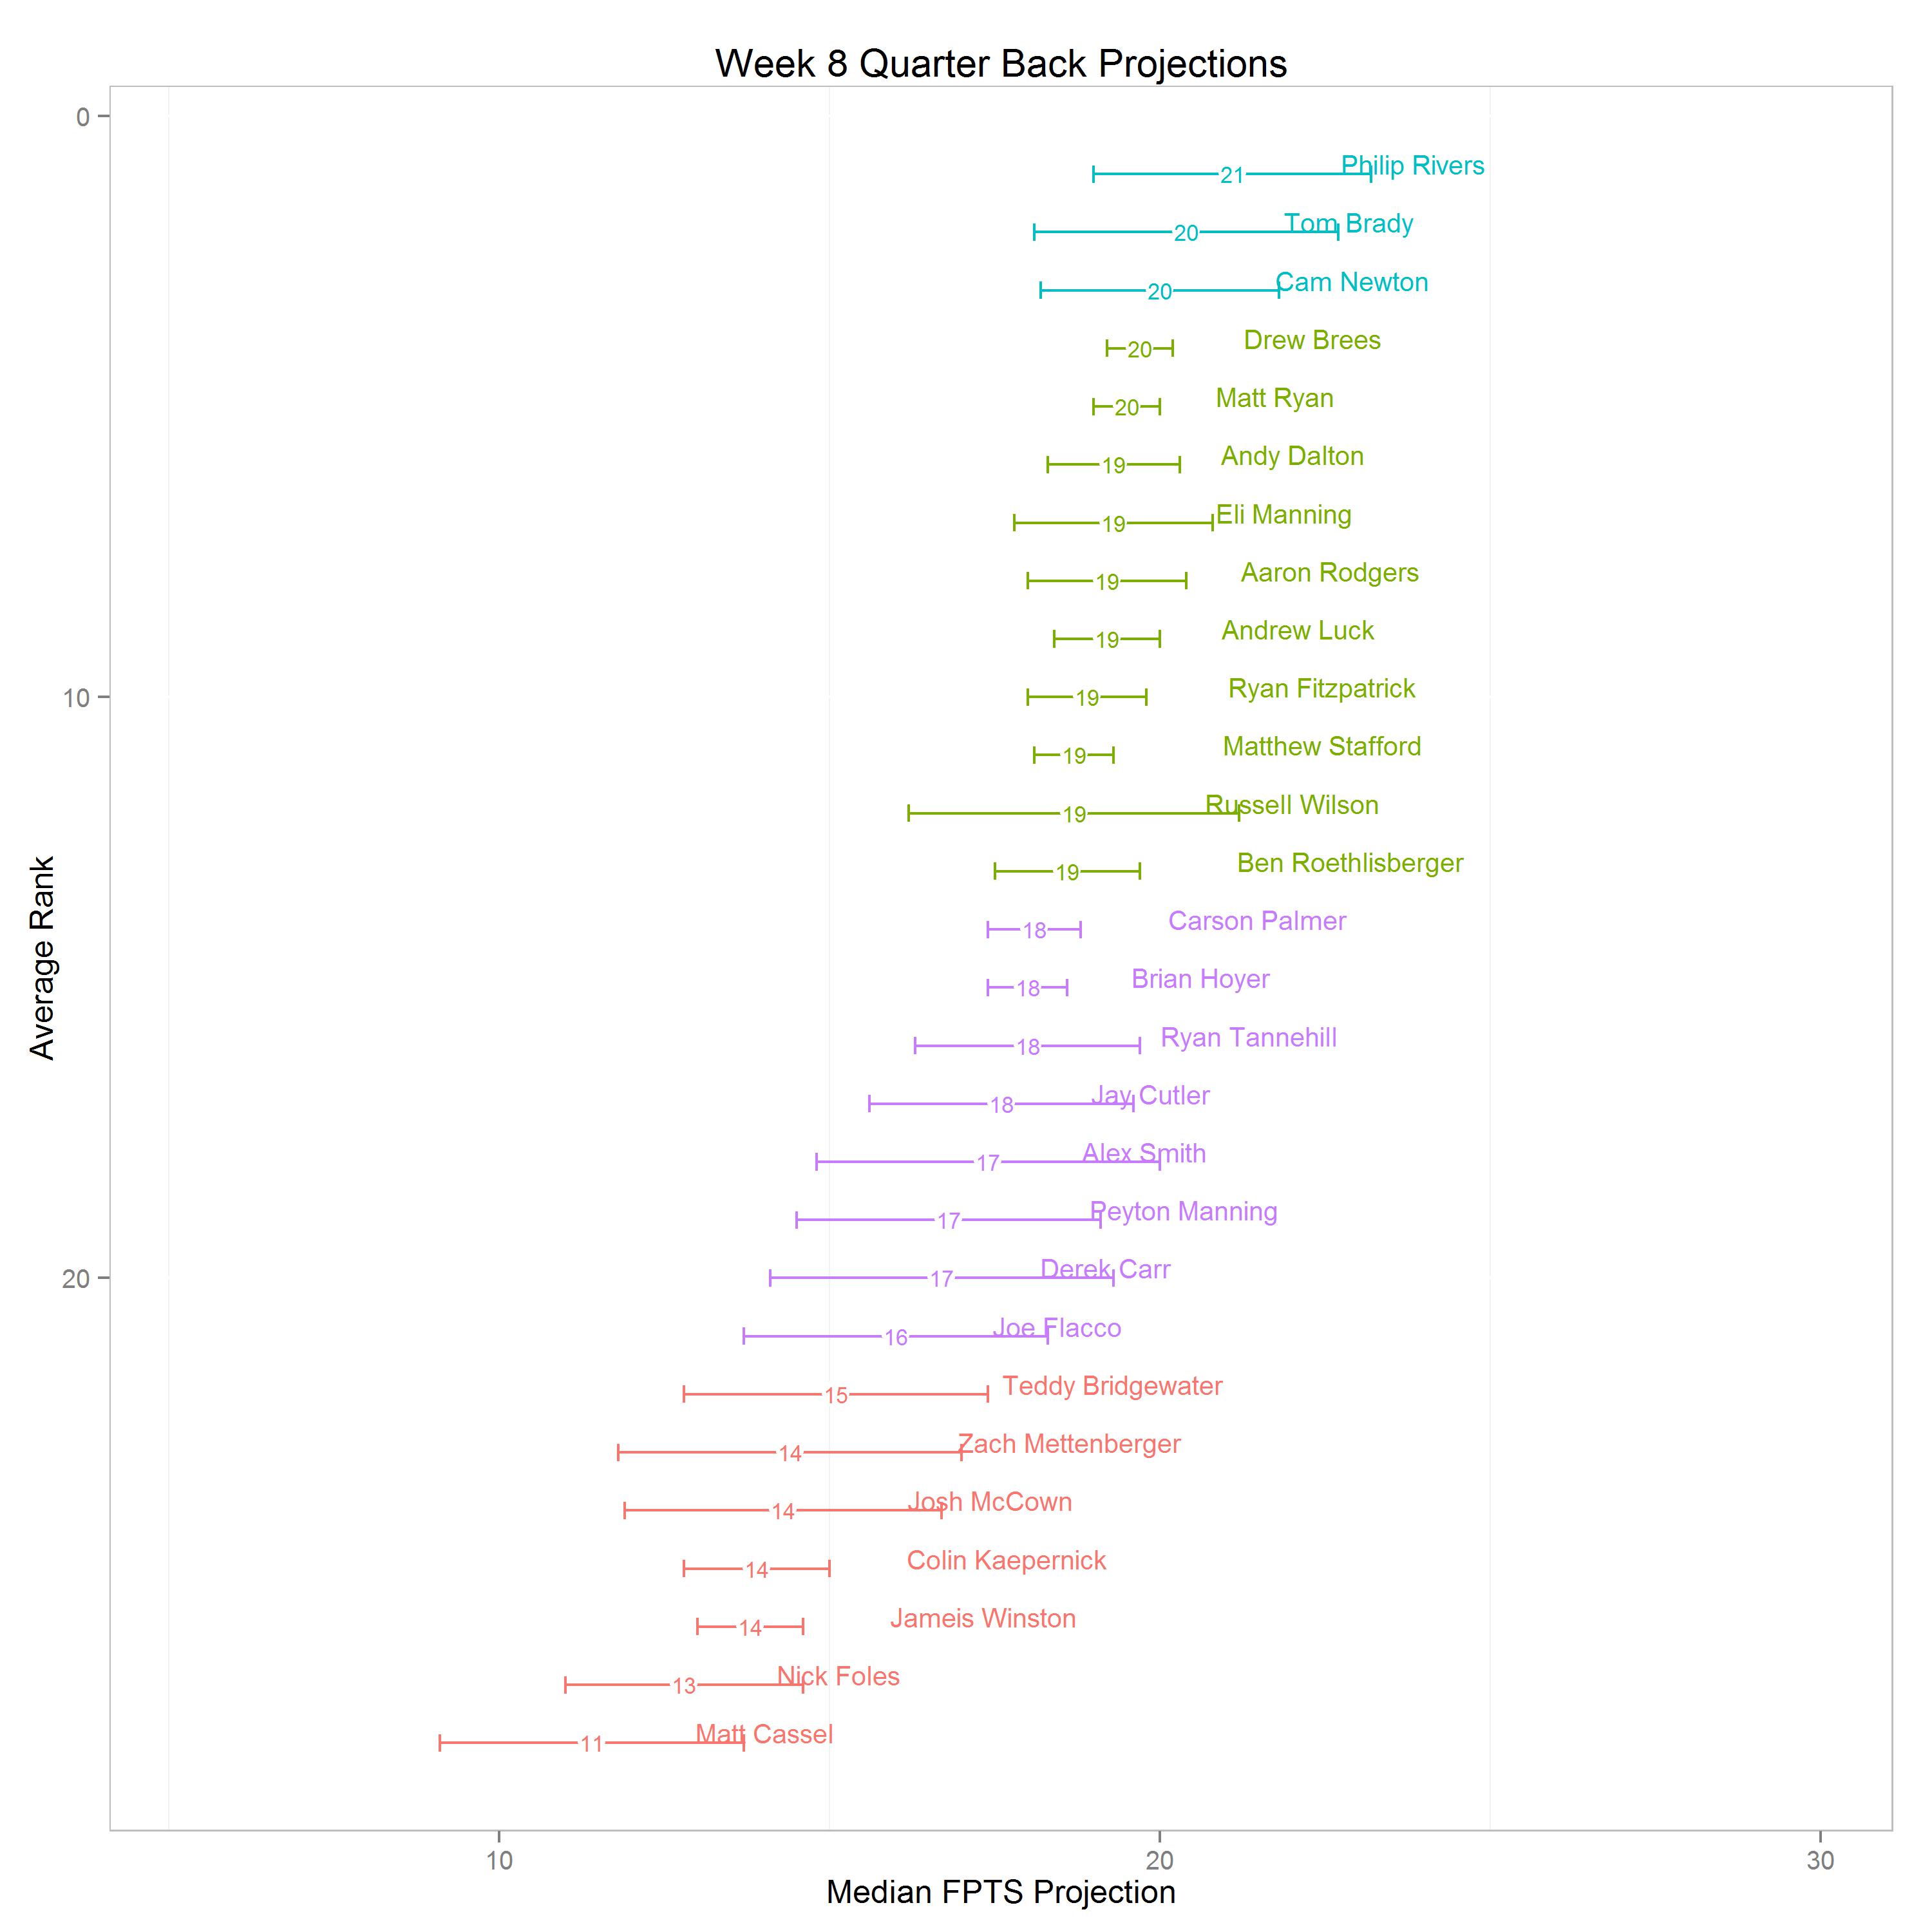 Week 8 Quarter Back Projections
0
Philip Rivers
21
Tom Brady
20
Cam Newton
20
Drew Brees
20
Matt Ryan
20
Andy Dalton
19
Eli Manning
19
Aaron Rodgers
19
Andrew Luck
19
10
Ryan Fitzpatrick
19
Matthew Stafford
19
Russell Wilson
19
Ben Roethlisberger
19
Carson Palmer
18
Brian Hoyer
18
Ryan Tannehill
18
Jay Cutler
18
Alex Smith
17
Peyton Manning
17
20
Derek Carr
17
Joe Flacco
16
Teddy Bridgewater
15
Zach Mettenberger
14
Josh McCown
14
Colin Kaepernick
14
Jameis Winston
14
Nick Foles
13
Matt Cassel
11
Average Rank
10
20
30
Median FPTS Projection